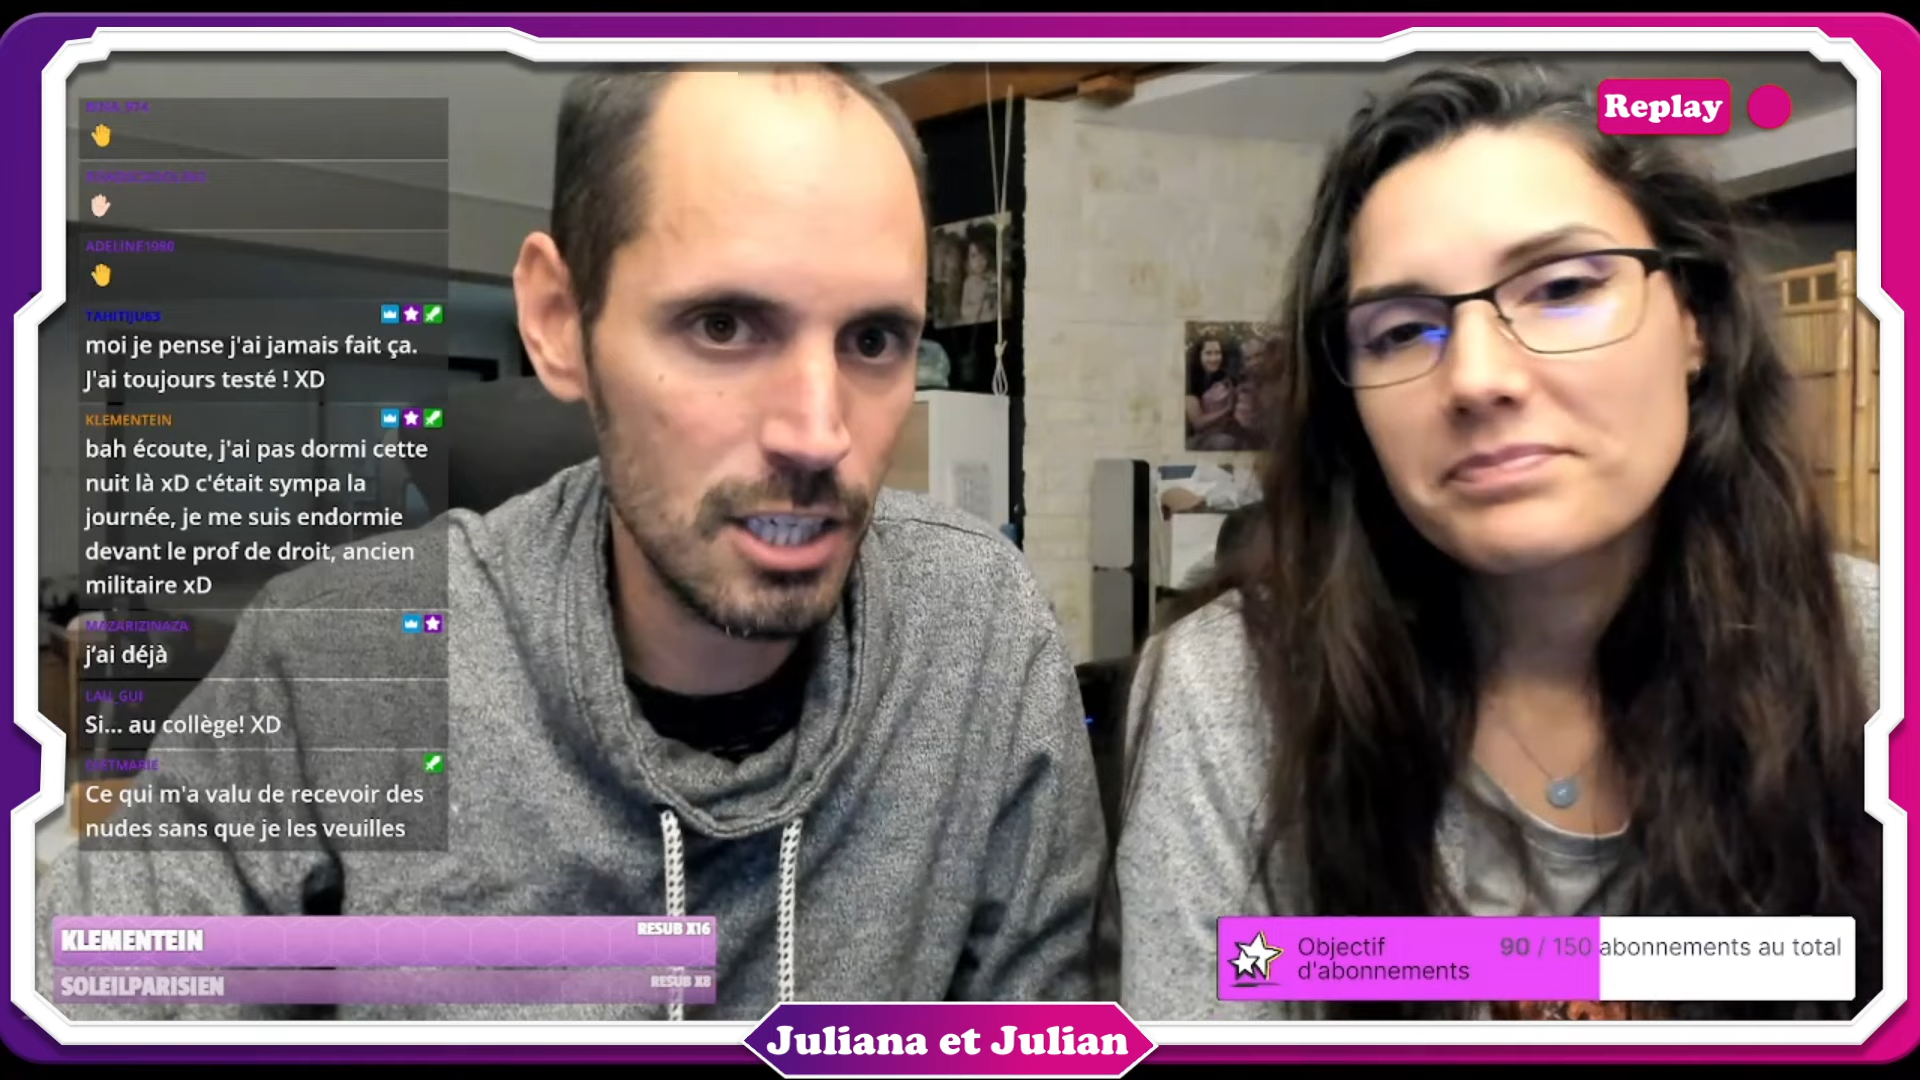 Replay
ADELINE1980
TAHITIJU63
moi je pense j'ai jamais fait ça.
J'ai toujours testé ! XD
KLEMENTEIN
bah écoute, j'ai pas dormi cette
nuit là xD c'était sympa la
journée, je me suis endormie
devant le prof de droit, ancien
militaire xD
MAZARIZINAZA
j'ai déjà
LAU_GUI
Si... au collège! XD
Ce qui m'a valu de recevoir des
nudes sans que je les veuilles
KLEMENTEIN
RESUB X16
SOLEILPARISIEN
RESUB X8
Objectif
d'abonnements
90 / 150 abonnements au total
Juliana et Julian